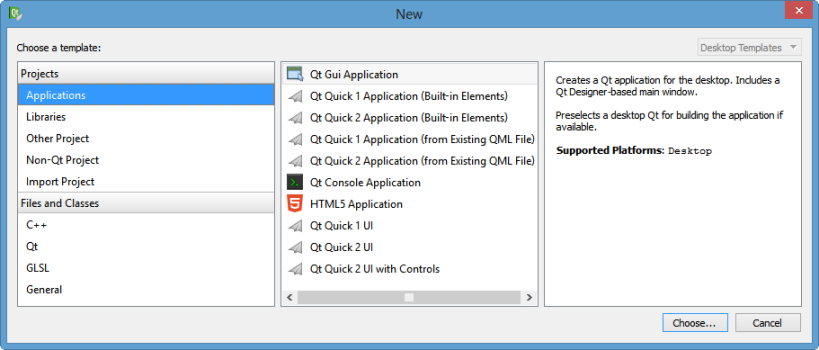 New
Choose a template:
Desktop Templates
Projects
Applications
Libraries
Other Project
Non-Qt Project
Import Project
Files and Classes
C++
Qt
GLSL
General
Qt Gui Application
Qt Quick 1 Application (Built-in Elements)
Qt Quick 2 Application (Built-in Elements)
Qt Quick 1 Application (from Existing QML File)
Qt Quick 2 Application (from Existing QML File)
Qt Console Application
HTML5 Application
Qt Quick 1 UI
Qt Quick 2 UI
Qt Quick 2 UI with Controls
Creates a Qt application for the desktop. Includes a
Qt Designer-based main window.
Preselects a desktop Qt for building the application if
available.
Supported Platforms: Desktop
Choose...
Cancel